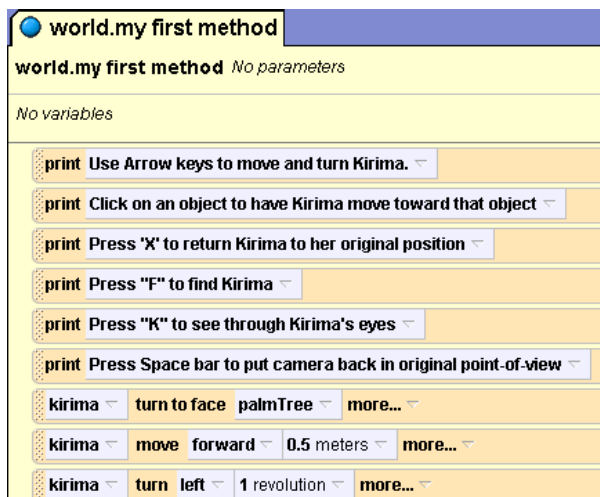 world.my first method
world.my first method No parameters
No variables
print Use Arrow keys to move and turn Kirima.
print Click on an object to have Kirima move toward that object
print Press 'X' to return Kirima to her original position
print Press "F" to find Kirima
print Press "K" to see through Kirima's eyes
print Press Space bar to put camera back in original point-of-view
kirima turn to face palmTree more...
kirima move forward 0.5 meters more...
kirima turn left 1 revolution more...